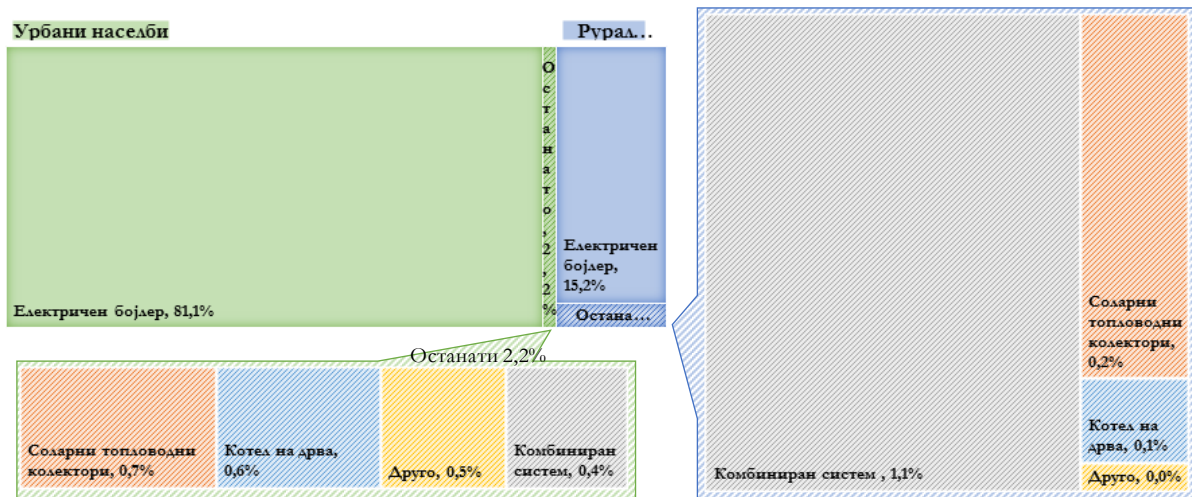 Урбани населби
Електричен бојлер, 81,1%
Останато, 2,2%
Рурал…
Електричен
бојлер,
15,2%
Остана…
Останати 2,2%
Соларни топловодни
колектори, 0,7%
Котел на дрва,
0,6%
Друго, 0,5%
Комбиниран
систем, 0,4%
Комбиниран систем , 1,1%
Соларни
топловодни
колектори,
0,2%
Котел на
дрва, 0,1%
Друго, 0,0%